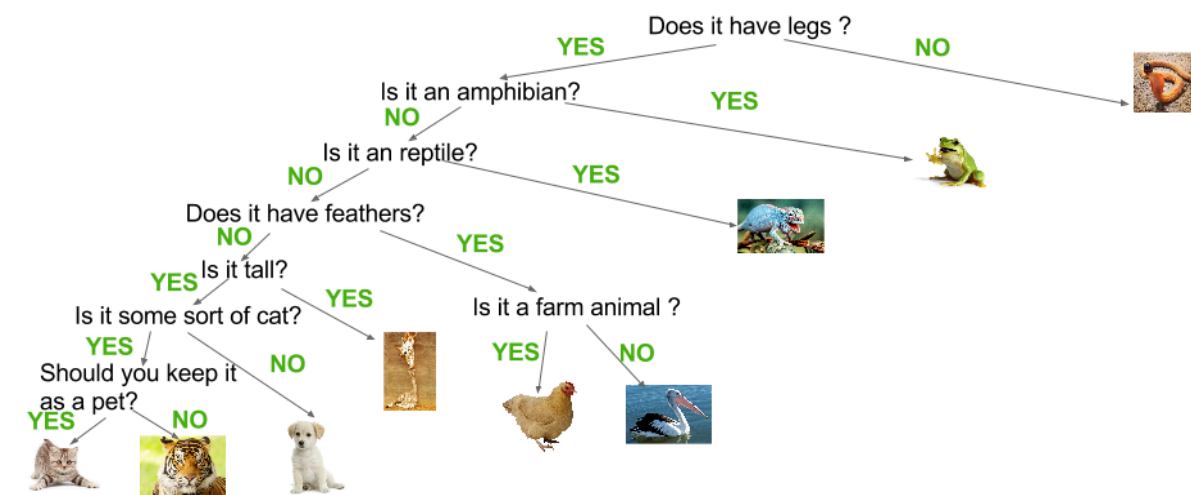 Does it have legs ?
YES
NO
Is it an amphibian?
YES
NO
Is it an reptile?
YES
NO
Does it have feathers?
NO
YES
Is it tall?
YES
YES
Is it a farm animal ?
Is it some sort of cat?
YES
NO
YES
NO
Should you keep it
as a pet?
YES
NO